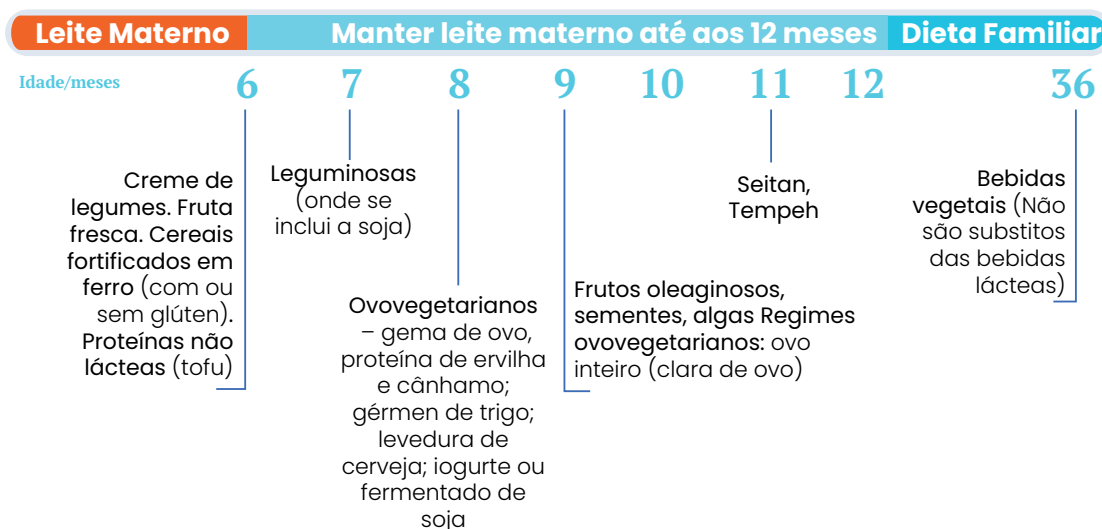 Leite Materno
Manter leite materno até aos 12 meses
Dieta Familiar
Idade/meses
6
7
8
9
10
11
12
36
Creme de
legumes. Fruta
fresca. Cereais
fortificados em
ferro (com ou
sem glúten).
Proteínas não
lácteas (tofu)
Leguminosas
(onde se
inclui a soja)
Ovovegetarianos
– gema de ovo,
proteína de ervilha
e cânhamo;
gérmen de trigo;
levedura de
cerveja; iogurte ou
fermentado de
soja
Frutos oleaginosos,
sementes, algas Regimes
ovovegetarianos: ovo
inteiro (clara de ovo)
Seitan,
Tempeh
Bebidas
vegetais (Não
são substitos
das bebidas
lácteas)